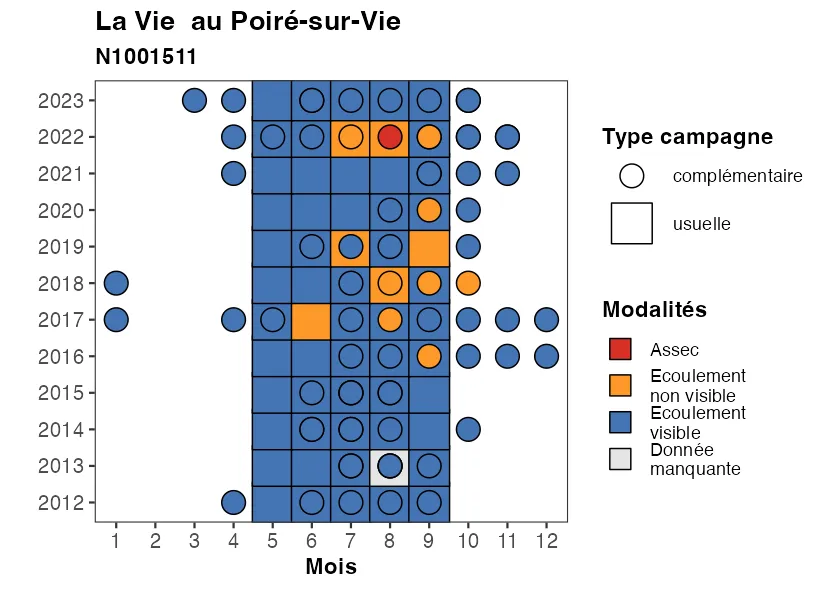 La Vie  au Poiré-sur-Vie
N1001511
2023
2022
2021
2020
2019
2018
2017
2016
2015
2014
2013
2012
1 2 3 4 5 6 7 8 9 10 11 12
Mois
Type campagne
complémentaire
usuelle
Modalités
Assec
Ecoulement
non visible
Ecoulement
visible
Donnée
manquante